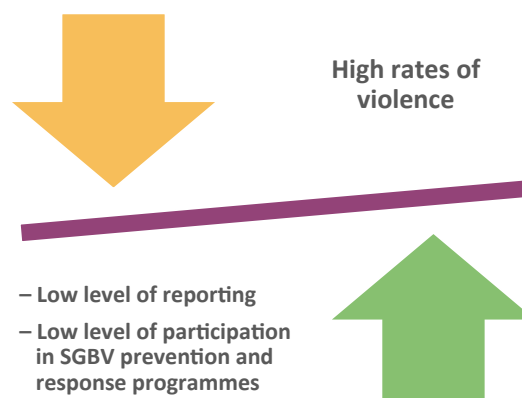 High rates of
violence
– Low level of reporting
– Low level of participation
in SGBV prevention and
response programmes